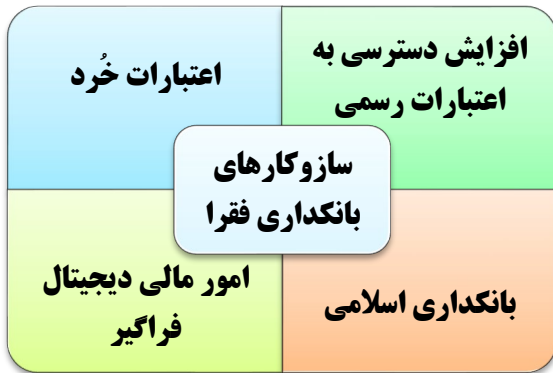 افزایش دسترسی به
اعتبارات رسمی
اعتبارات خُرد
سازوکارهای
بانکداری فقرا
بانکداری اسلامی
امور مالی دیجیتال
فراگیر